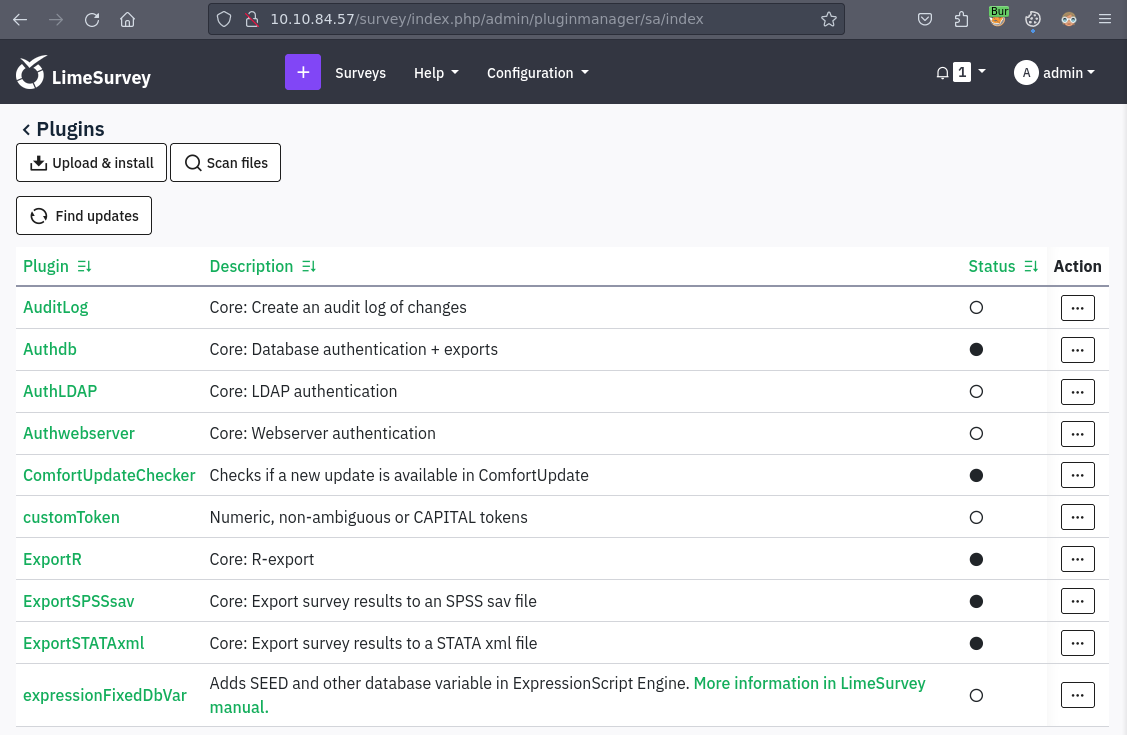 10.10.84.57/survey/index.php/admin/pluginmanager/sa/index
Bur
LimeSurvey
+ Surveys Help Configuration 1 A admin
Plugins
Upload & install Scan files
Find updates
Plugin Description Status Action
AuditLog Core: Create an audit log of changes ...
Authdb Core: Database authentication + exports ...
AuthLDAP Core: LDAP authentication ...
Authwebserver Core: Webserver authentication ...
ComfortUpdateChecker Checks if a new update is available in ComfortUpdate ...
customToken Numeric, non-ambiguous or CAPITAL tokens ...
ExportR Core: R-export ...
ExportSPSSsav Core: Export survey results to an SPSS sav file ...
ExportSTATAxml Core: Export survey results to a STATA xml file ...
expressionFixedDbVar Adds SEED and other database variable in ExpressionScript Engine. More information in LimeSurvey
manual. ...